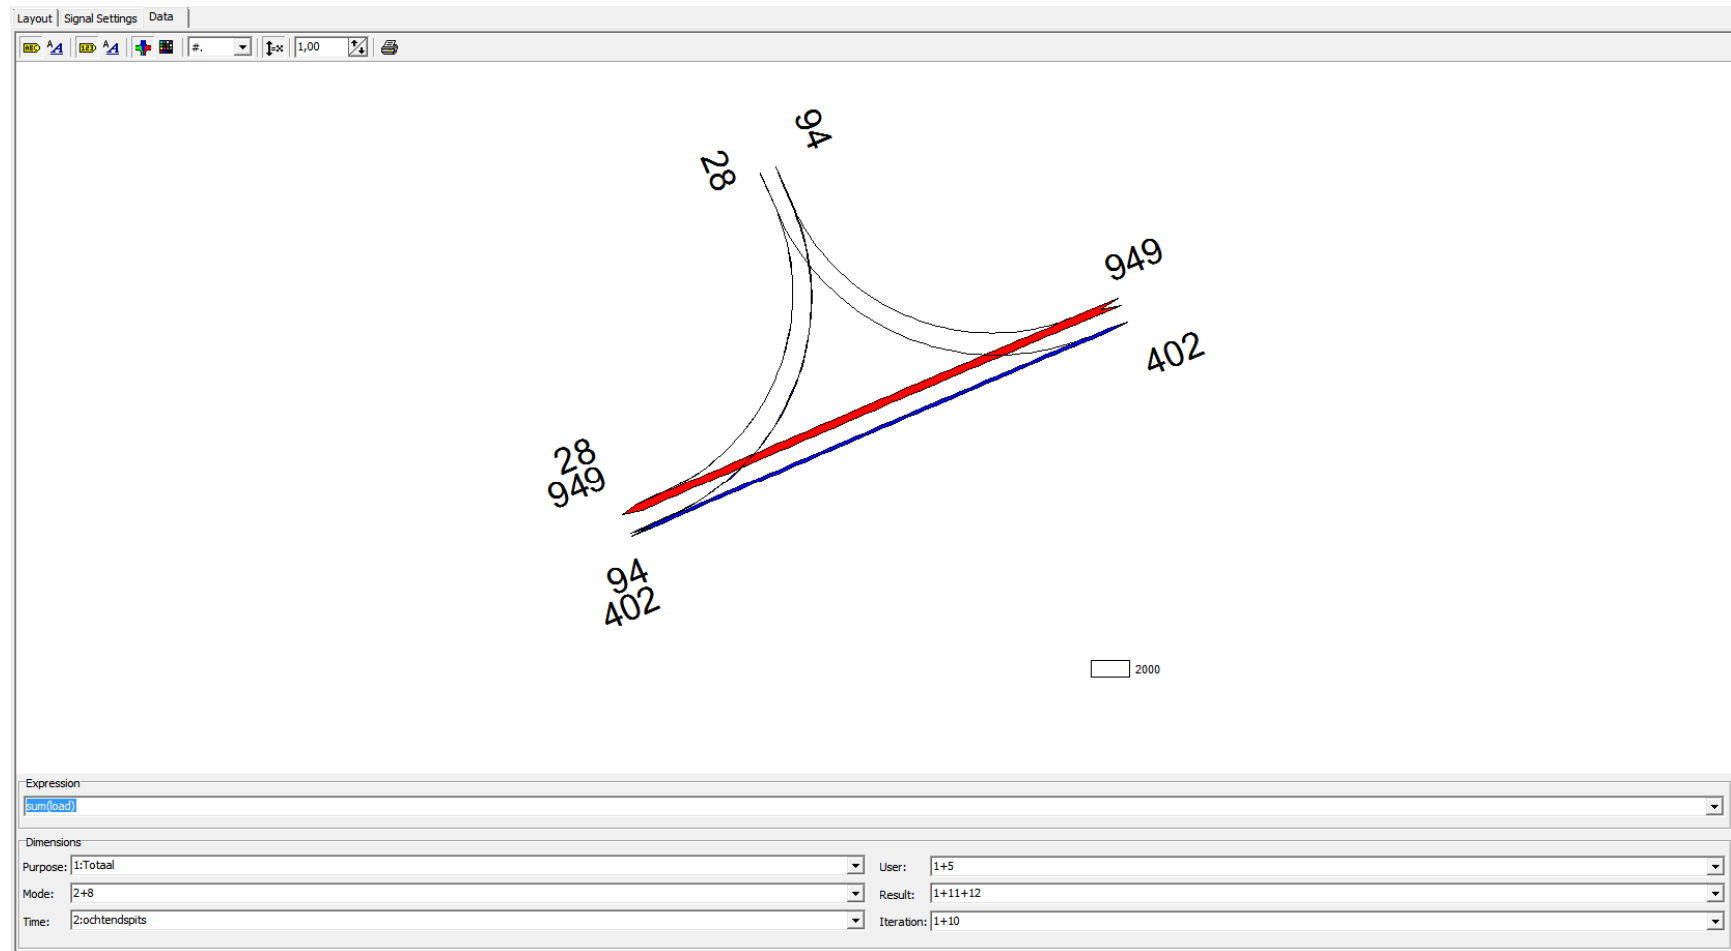 Layout Signal Settings Data
ABC A A 123 A A #. 1,00
94
28
949
402
28
949
94
402
2000
Expression
sum(load)
Dimensions
Purpose: 1:Totaal User: 1+5
Mode: 2+8 Result: 1+11+12
Time: 2:ochtendspits Iteration: 1+10